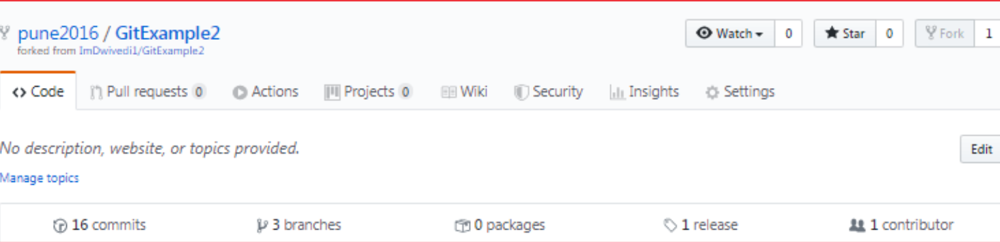 pune2016 / GitExample2 Watch 0 Star 0 Fork 1
forked from ImDwivedi1/GitExample2
<> Code Pull requests 0 Actions Projects 0 Wiki Security Insights Settings
No description, website, or topics provided. Edit
Manage topics
16 commits 3 branches 0 packages 1 release 1 contributor